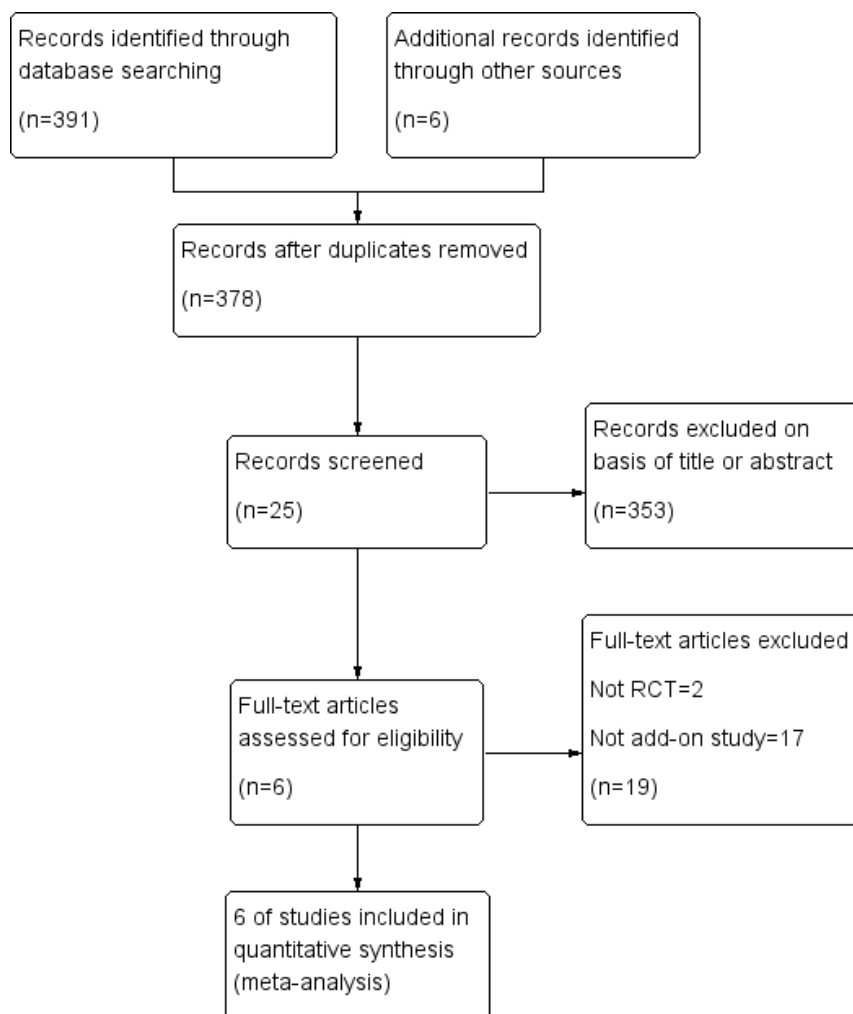 Records identified through
database searching
(n=391)
Additional records identified
through other sources
(n=6)
Records after duplicates removed
(n=378)
Records screened
(n=25)
Records excluded on
basis of title or abstract
(n=353)
Full-text articles
assessed for eligibility
(n=6)
Full-text articles excluded
Not RCT=2
Not add-on study=17
(n=19)
6 of studies included in
quantitative synthesis
(meta-analysis)